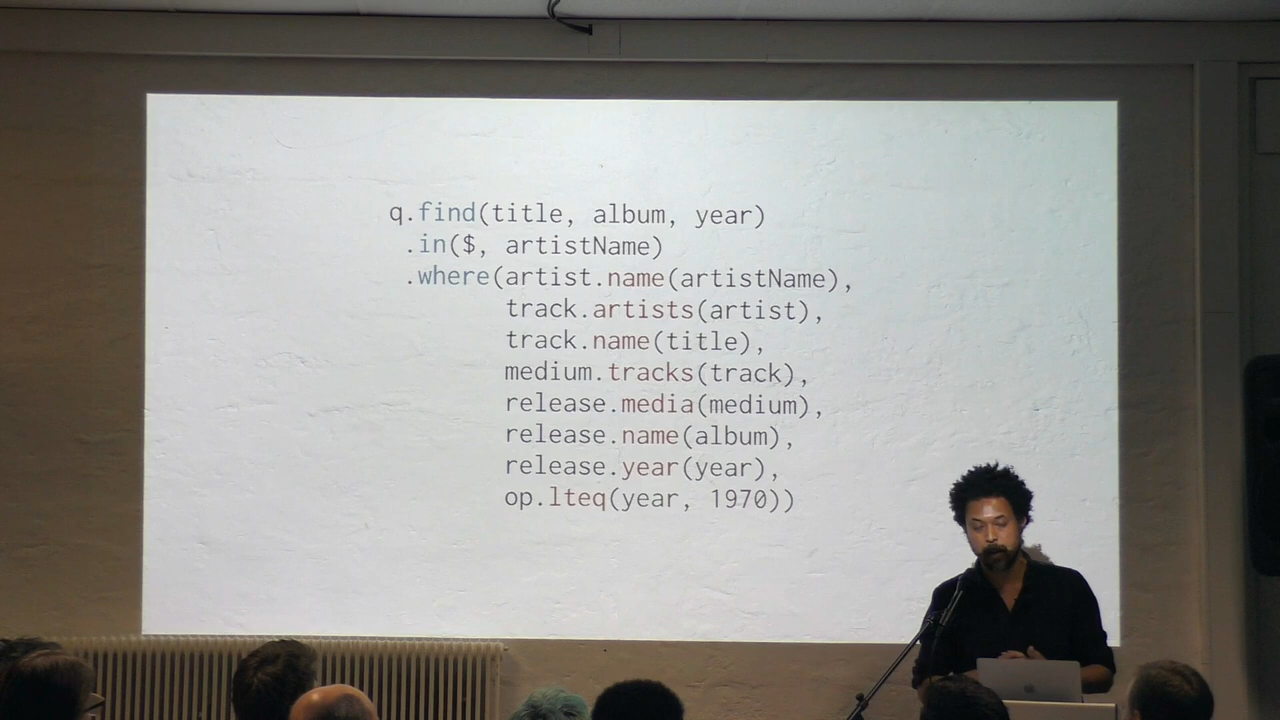 q.find(title, album, year)
.in($, artistName)
.where(artist.name(artistName),
track.artists(artist),
track.name(title),
medium.tracks(track),
release.media(medium),
release.name(album),
release.year(year),
op.lteq(year, 1970))